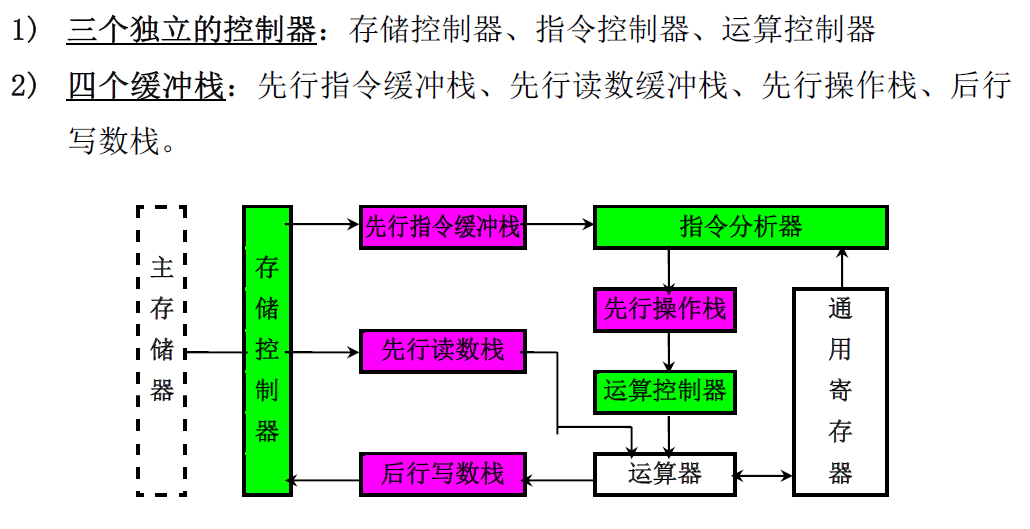 1) 三个独立的控制器：存储控制器、指令控制器、运算控制器
2) 四个缓冲栈：先行指令缓冲栈、先行读数缓冲栈、先行操作栈、后行
写数栈。
先行指令缓冲栈
指令分析器
主存储器
存储控制器
先行操作栈
通用寄存器
先行读数栈
运算控制器
后行写数栈
运算器